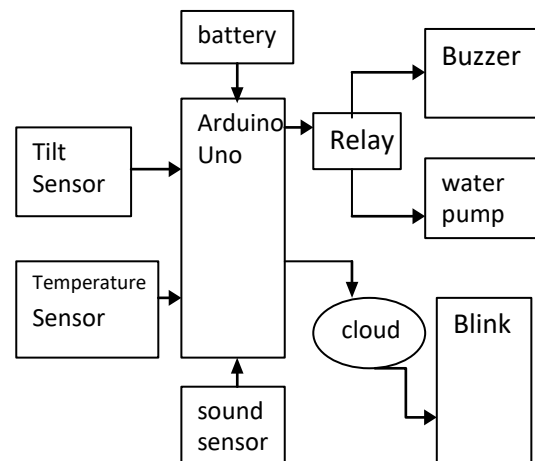 battery
Buzzer
Arduino
Uno
Relay
Tilt
Sensor
water
pump
Temperature
Sensor
cloud
Blink
sound
sensor